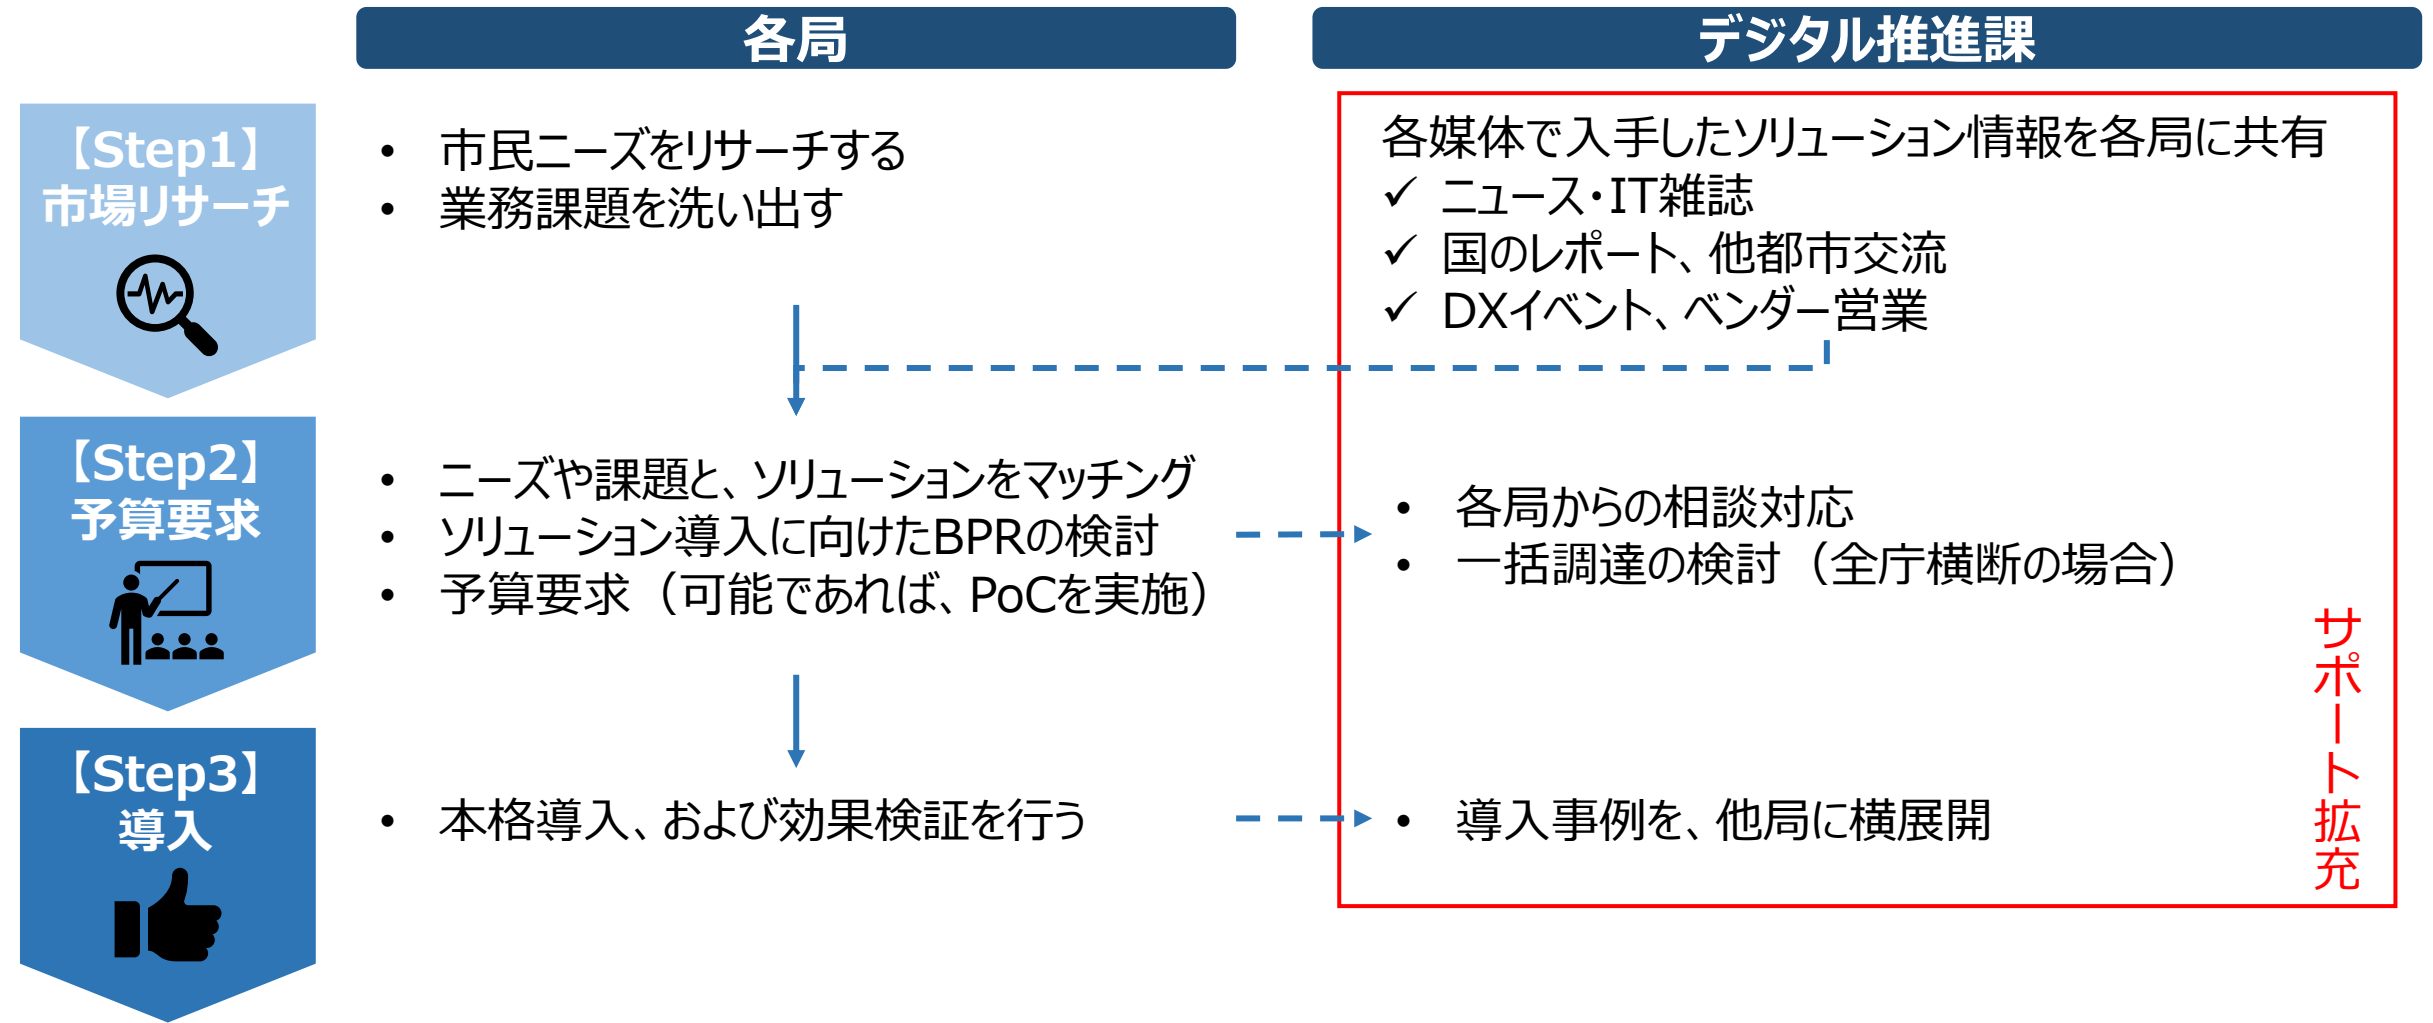 各局
デジタル推進課
【Step1】
市場リサーチ
• 市民ニーズをリサーチする
• 業務課題を洗い出す
各媒体で入手したソリューション情報を各局に共有
✓ ニュース・IT雑誌
✓ 国のレポート、他都市交流
✓ DXイベント、ベンダー営業
【Step2】
予算要求
• ニーズや課題と、ソリューションをマッチング
• ソリューション導入に向けたBPRの検討
• 予算要求（可能であれば、PoCを実施）
• 各局からの相談対応
• 一括調達の検討（全庁横断の場合）
【Step3】
導入
• 本格導入、および効果検証を行う
• 導入事例を、他局に横展開
サポート拡充